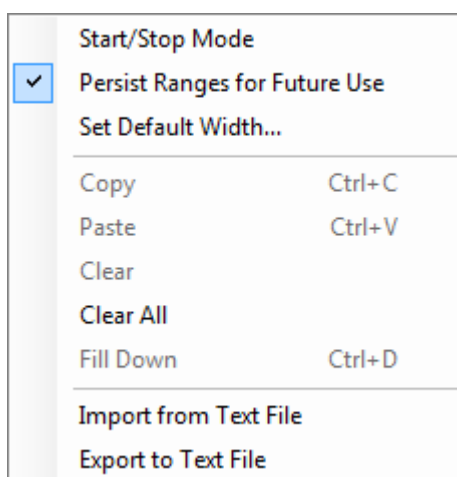 Start/Stop Mode
Persist Ranges for Future Use
Set Default Width...
Copy Ctrl+C
Paste Ctrl+V
Clear
Clear All
Fill Down Ctrl+D
Import from Text File
Export to Text File